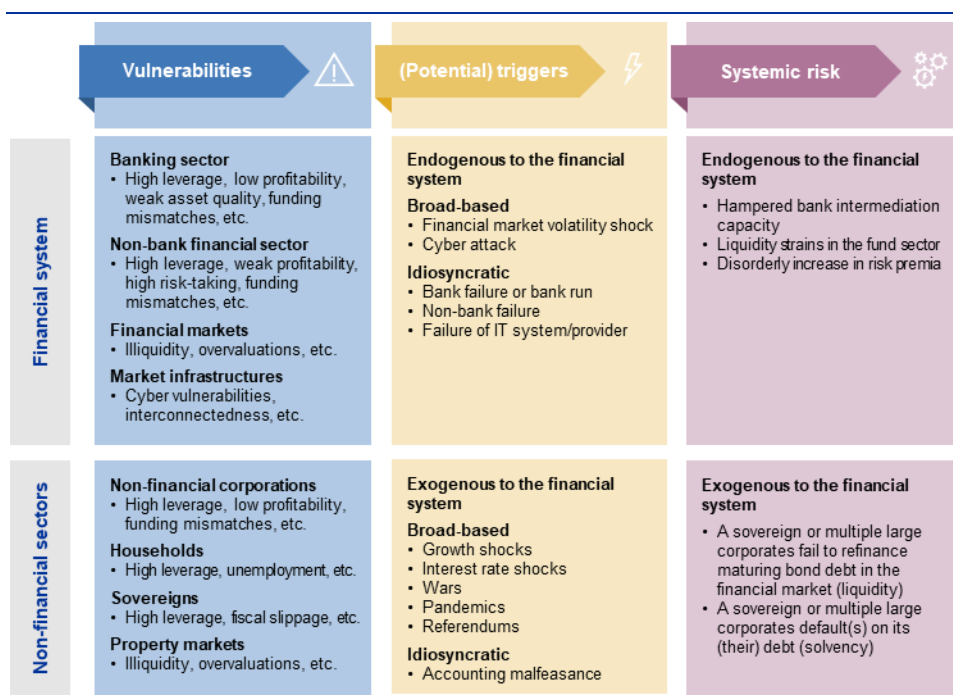 Vulnerabilities
(Potential) triggers
Systemic risk
Financial system
Banking sector
• High leverage, low profitability,
weak asset quality, funding
mismatches, etc.
Non-bank financial sector
• High leverage, weak profitability,
high risk-taking, funding
mismatches, etc.
Financial markets
• Illiquidity, overvaluations, etc.
Market infrastructures
• Cyber vulnerabilities,
interconnectedness, etc.
Endogenous to the financial
system
Broad-based
• Financial market volatility shock
• Cyber attack
Idiosyncratic
• Bank failure or bank run
• Non-bank failure
• Failure of IT system/provider
Endogenous to the financial
system
• Hampered bank intermediation
capacity
• Liquidity strains in the fund sector
• Disorderly increase in risk premia
Non-financial sectors
Non-financial corporations
• High leverage, low profitability,
funding mismatches, etc.
Households
• High leverage, unemployment, etc.
Sovereigns
• High leverage, fiscal slippage, etc.
Property markets
• Illiquidity, overvaluations, etc.
Exogenous to the financial
system
Broad-based
• Growth shocks
• Interest rate shocks
• Wars
• Pandemics
• Referendums
Idiosyncratic
• Accounting malfeasance
Exogenous to the financial
system
• A sovereign or multiple large
corporates fail to refinance
maturing bond debt in the
financial market (liquidity)
• A sovereign or multiple large
corporates default(s) on its
(their) debt (solvency)